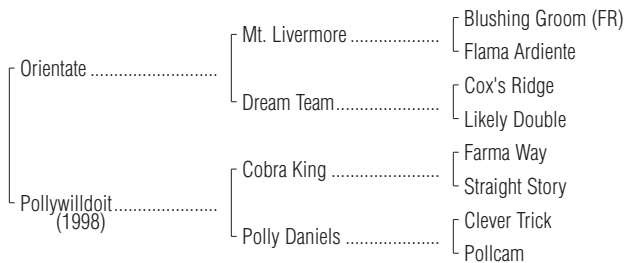 Blushing Groom (FR)
Mt. Livermore ...................
Flama Ardiente
Orientate ..........................
Cox's Ridge
Dream Team......................
Likely Double
Farma Way
Cobra King .......................
Straight Story
Pollywilldoit.....................
(1998)
Clever Trick
Polly Daniels ....................
Pollcam